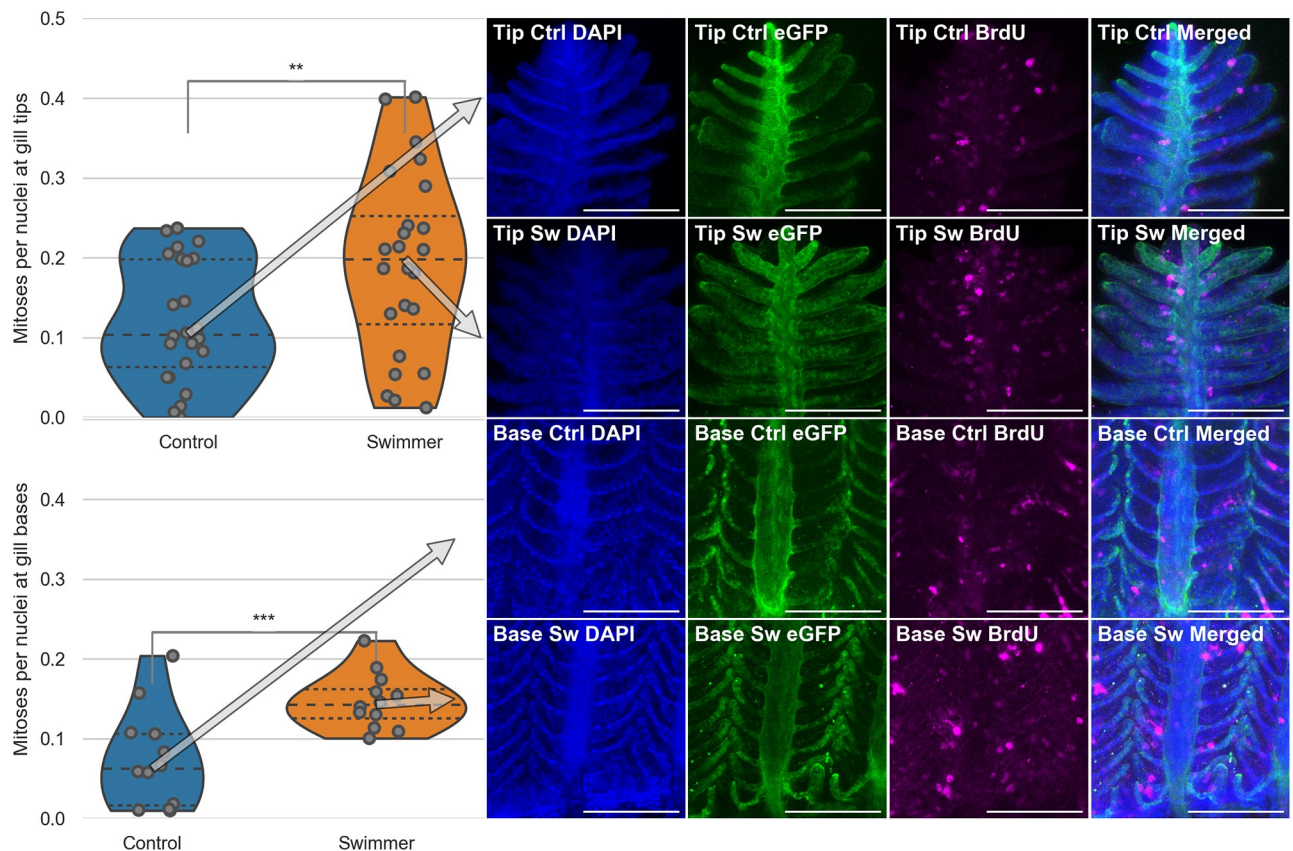 Mitoses per nuclei at gill tips
0.5
0.4
0.3
0.2
0.1
0.0
**
Control
Swimmer
Mitoses per nuclei at gill bases
0.4
0.3
0.2
0.1
0.0
***
Control
Swimmer
Tip Ctrl DAPI
Tip Ctrl eGFP
Tip Ctrl BrdU
Tip Ctrl Merged
Tip Sw DAPI
Tip Sw eGFP
Tip Sw BrdU
Tip Sw Merged
Base Ctrl DAPI
Base Ctrl eGFP
Base Ctrl BrdU
Base Ctrl Merged
Base Sw DAPI
Base Sw eGFP
Base Sw BrdU
Base Sw Merged